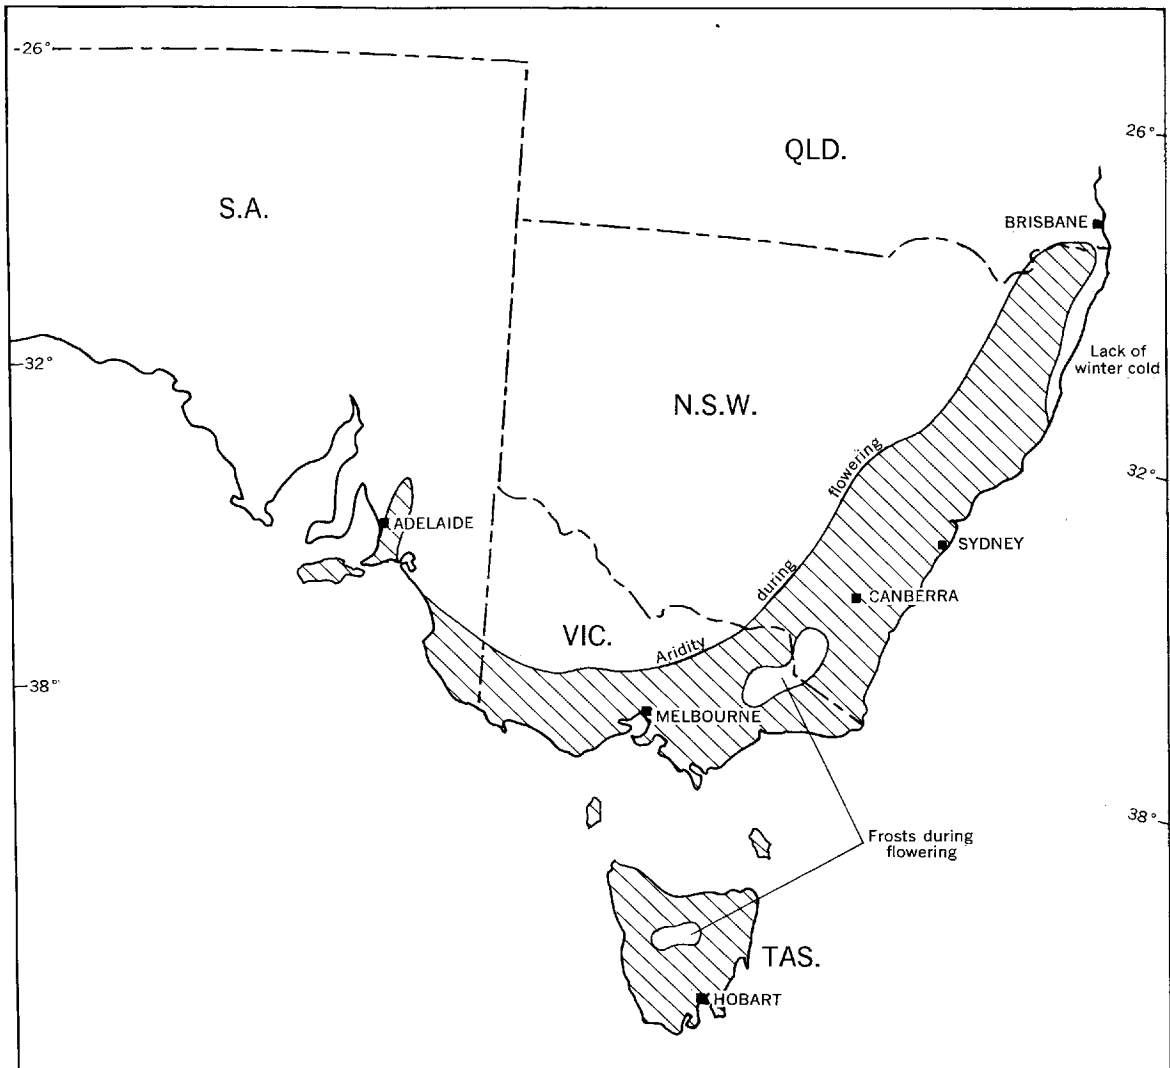 -26°
26°
QLD.
S.A.
BRISBANE
Lack of
winter cold
-32°
N.S.W.
flowering
32°
ADELAIDE
SYDNEY
during
CANBERRA
VIC.
Aridity
-38°
MELBOURNE
38°
Frosts during
flowering
TAS.
HOBART